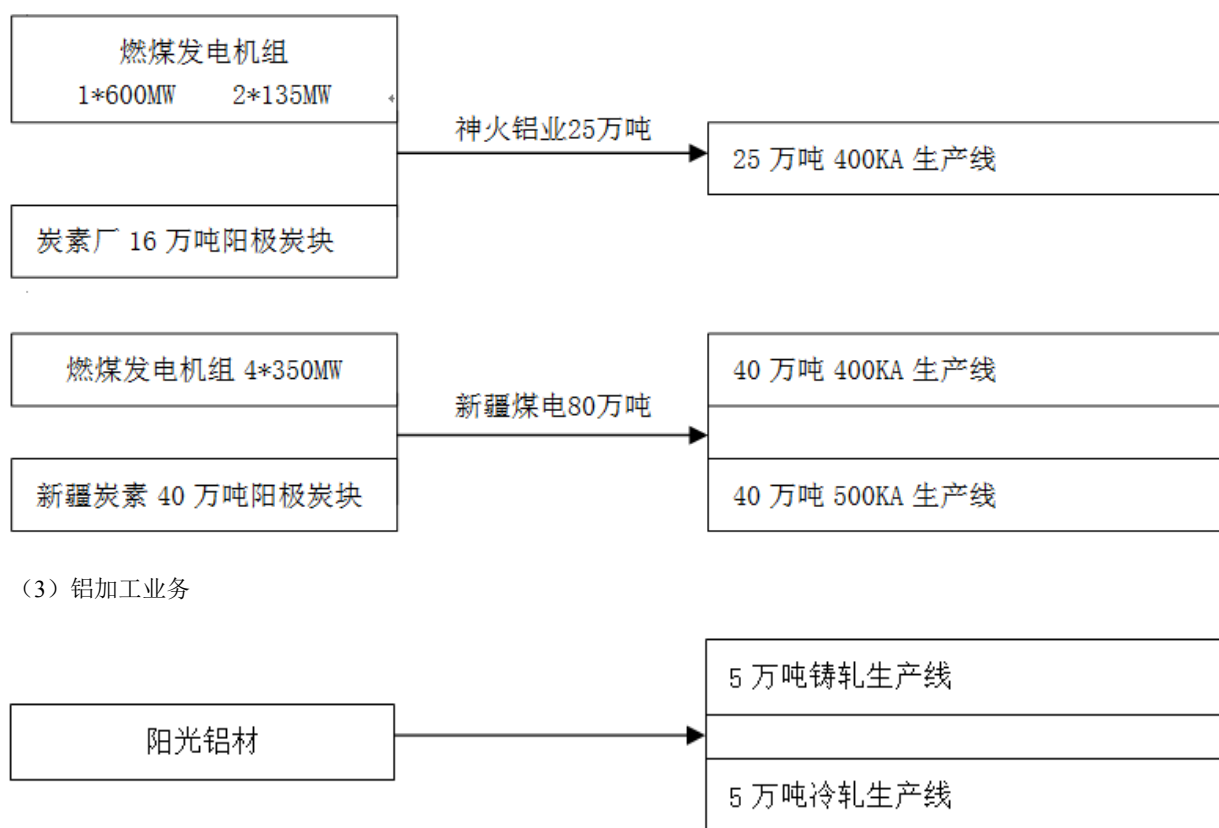 燃煤发电机组
1*600MW 2*135MW
神火铝业25万吨
25 万吨 400KA 生产线
炭素厂 16 万吨阳极炭块
燃煤发电机组 4*350MW
40 万吨 400KA 生产线
新疆煤电80万吨
新疆炭素 40 万吨阳极炭块
40 万吨 500KA 生产线
（3）铝加工业务
5 万吨铸轧生产线
阳光铝材
5 万吨冷轧生产线